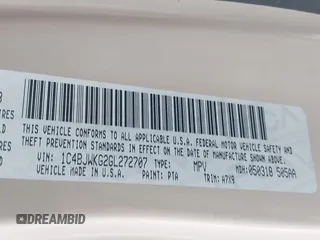 THIS VEHICLE CONFORMS TO ALL APPLICABLE U.S.A. FEDERAL MOTOR VEHICLE SAFETY AND
THEFT PREVENTION STANDARDS IN EFFECT ON THE DATE OF MANUFACTURE SHOWN ABOVE.
VIN: 1C4BJWKG2GL272707 TYPE: MPV MDH: 050318 505AA
VEHICLE MADE IN U.S.A. PAINT: PTA TRIM: A7X9
DREAMBID
DREAMBID.COM